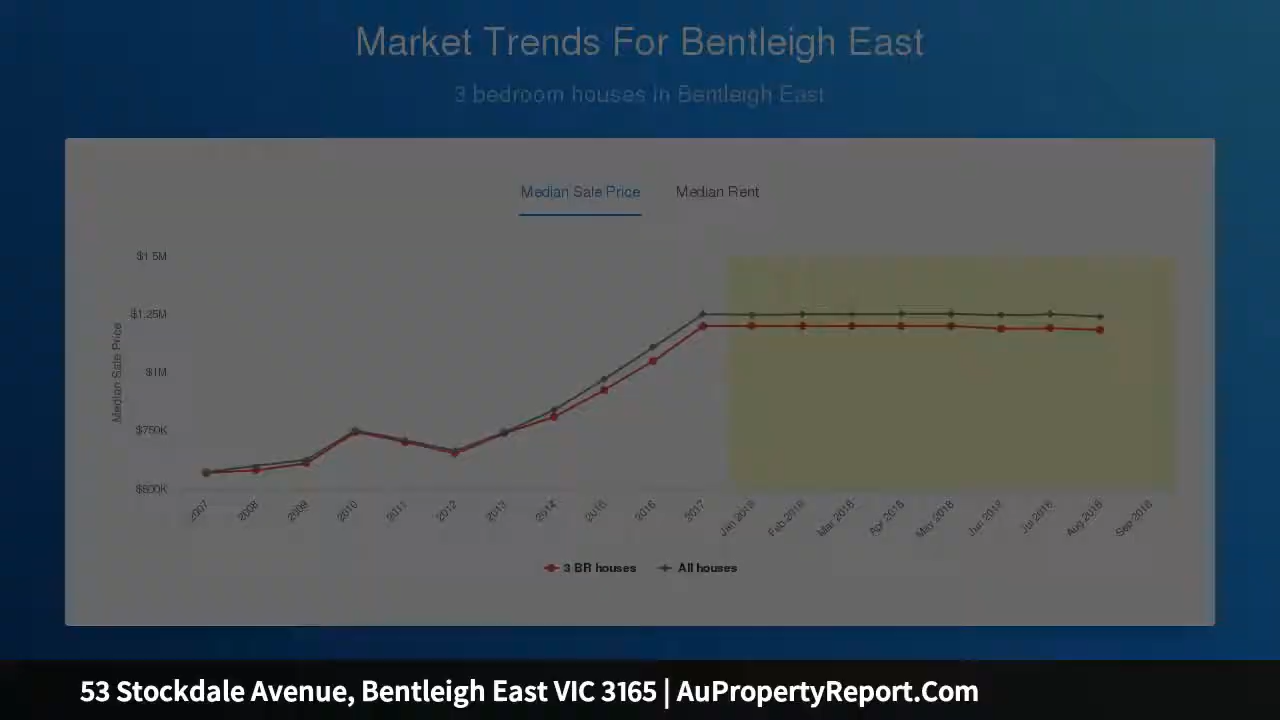 Market Trends For Bentleigh East
3 bedroom houses in Bentleigh East
Median Sale Price Median Rent
$1.5M
$1.25M
$1M
$750K
$500K
Median Sale Price
2007 2008 2009 2010 2011 2012 2013 2014 2015 2016 2017 Jan 2018 Feb 2018 Mar 2018 Apr 2018 May 2018 Jun 2018 Jul 2018 Aug 2018 Sep 2018
3 BR houses All houses
53 Stockdale Avenue, Bentleigh East VIC 3165 | AuPropertyReport.Com